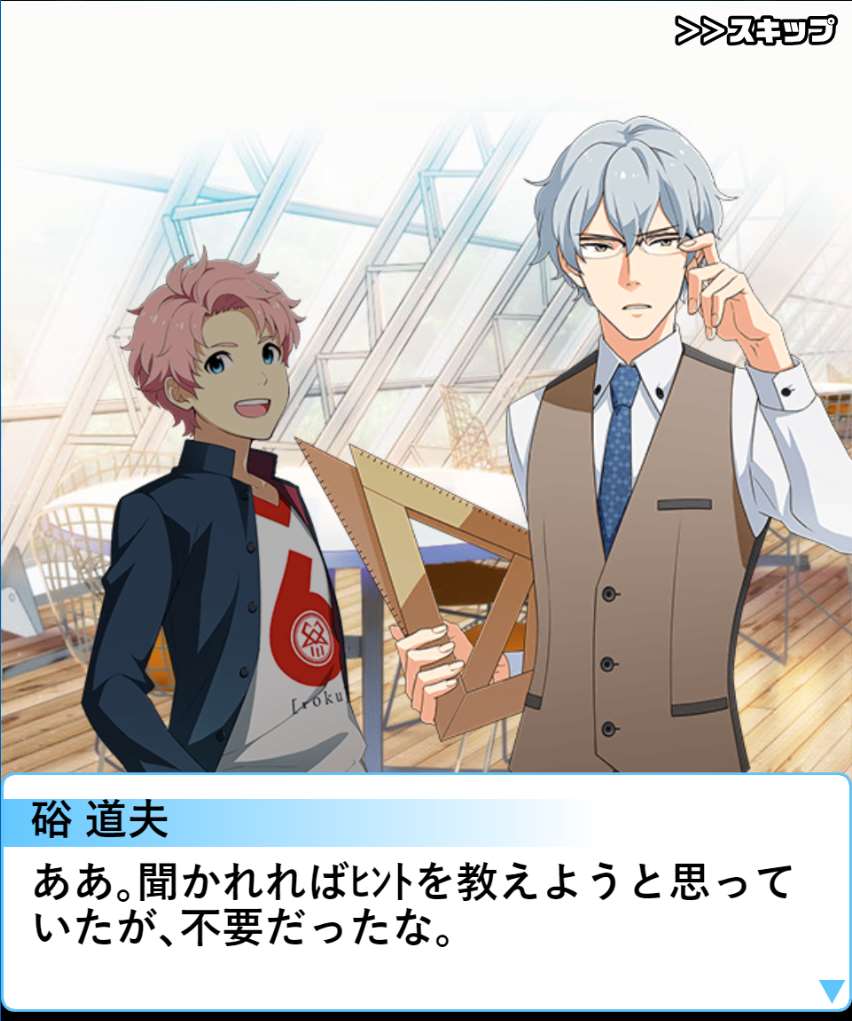 >>スキップ
6
[roku
硲 道夫
ああ。聞かれればﾋﾝﾄを教えようと思って
いたが、不要だったな。